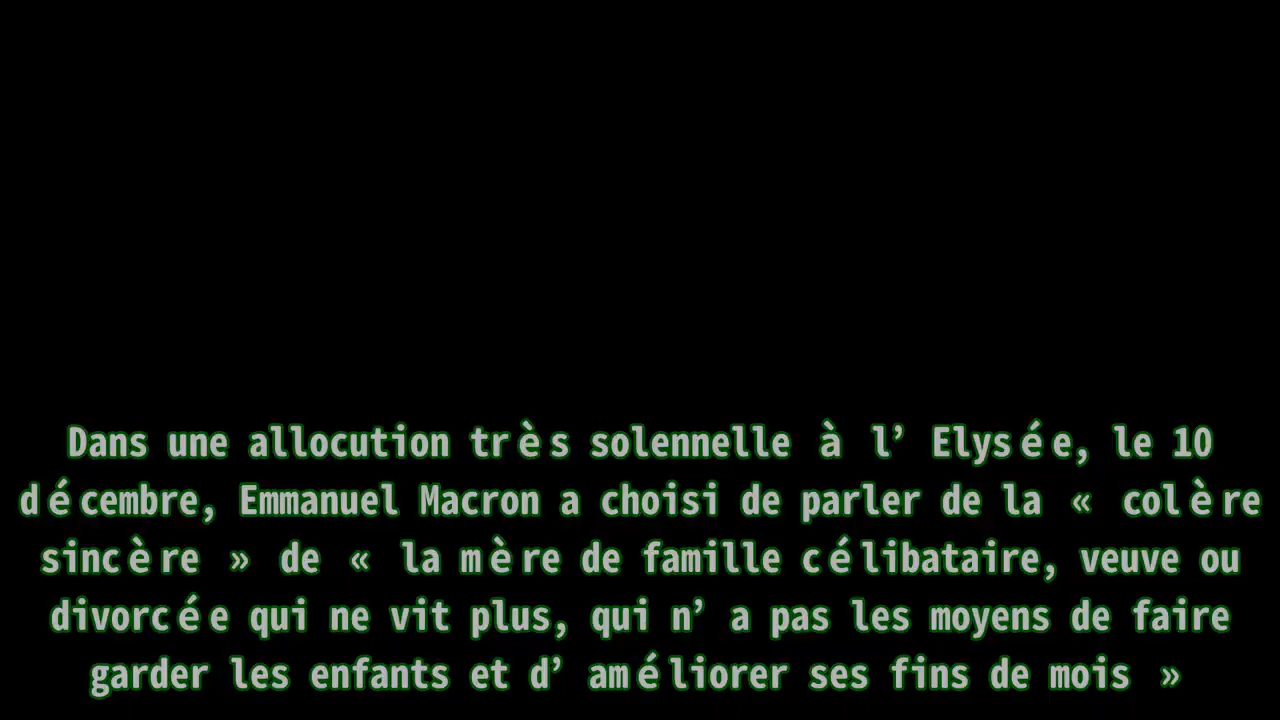 Dans une allocution très solennelle à l’ Elysée, le 10
décembre, Emmanuel Macron a choisi de parler de la « colère
sincère » de « la mère de famille célibataire, veuve ou
divorcée qui ne vit plus, qui n’ a pas les moyens de faire
garder les enfants et d’ améliorer ses fins de mois »